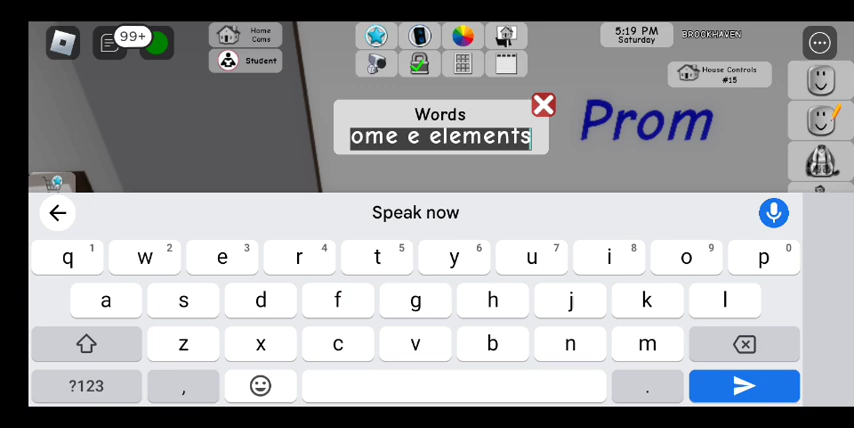 99+
Home
Cams
Student
5:19 PM
Saturday
BROOKHAVEN
House Controls
#15
Words
ome e elements
Prom
Speak now
q 1 w 2 e 3 r 4 t 5 y 6 u 7 i 8 o 9 p 0
a s d f g h j k l
z x c v b n m
?123 , .